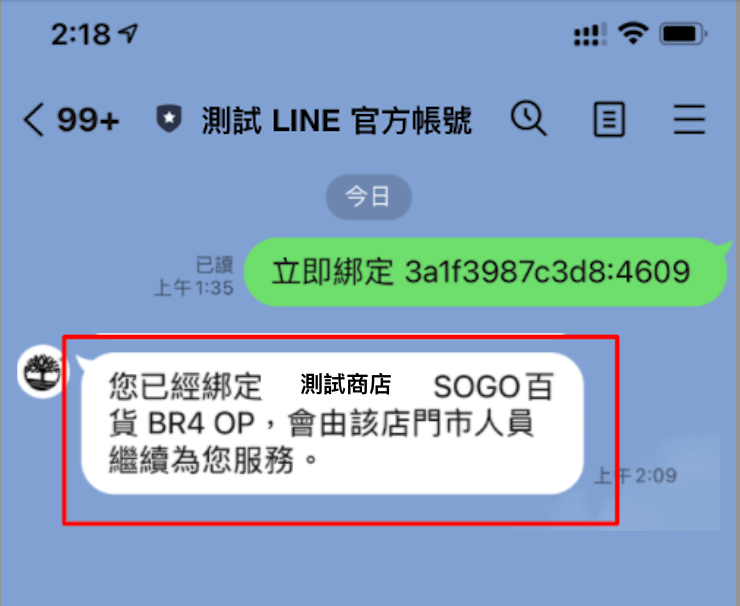 2:18
99+ 測試 LINE 官方帳號
今日
立即綁定 3a1f3987c3d8:4609
已讀
上午 1:35
您已經綁定 測試商店 SOGO百
貨 BR4 OP，會由該店門市人員
繼續為您服務。
上午 2:09